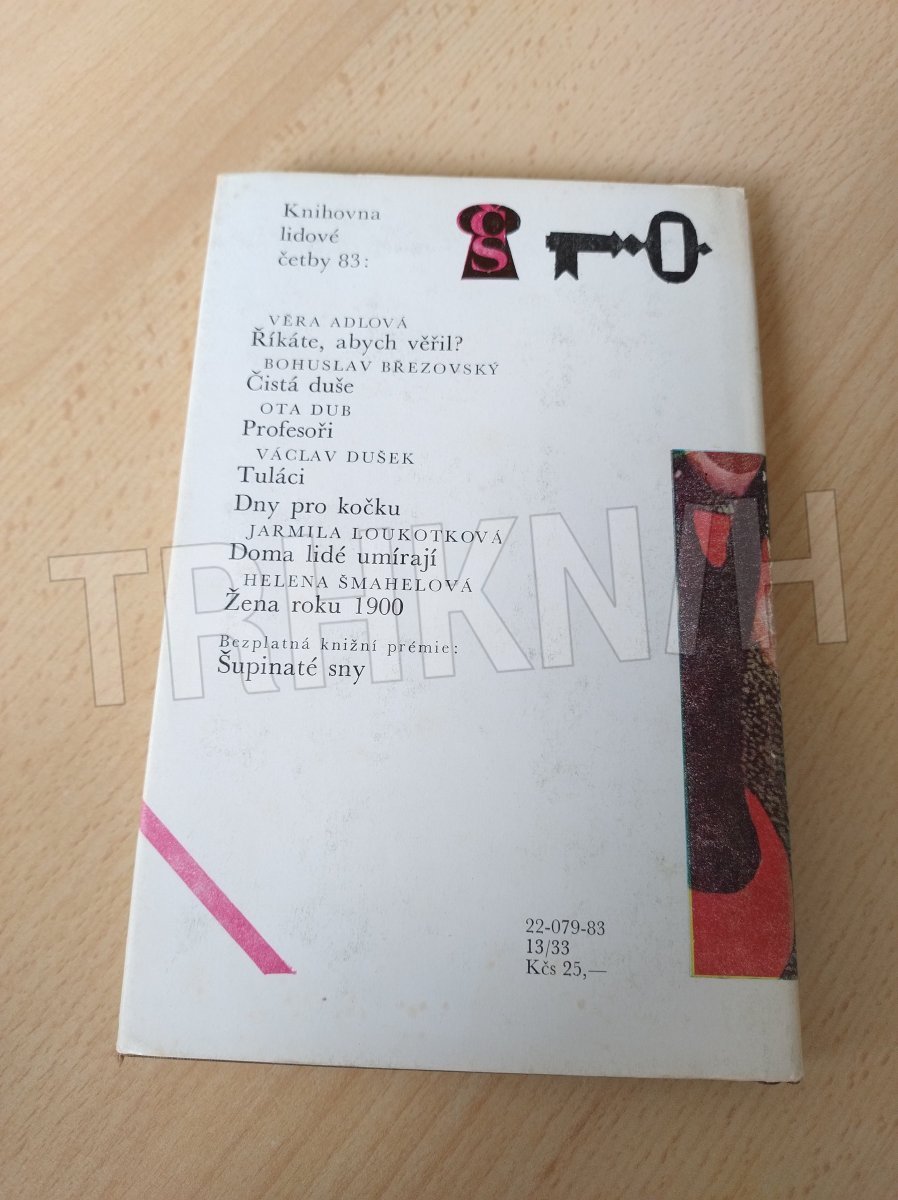 Knihovna
lidové
četby 83:
ČS
VĚRA ADLOVÁ
Říkáte, abych věřil?
BOHUSLAV BŘEZOVSKÝ
Čistá duše
OTA DUB
Profesoři
VÁCLAV DUŠEK
Tuláci
Dny pro kočku
JARMILA LOUKOTKOVÁ
Doma lidé umírají
HELENA ŠMAHELOVÁ
Žena roku 1900
Bezplatná knižní prémie:
Šupinaté sny
22-079-83
13/33
Kčs 25,—
TRHKNIH